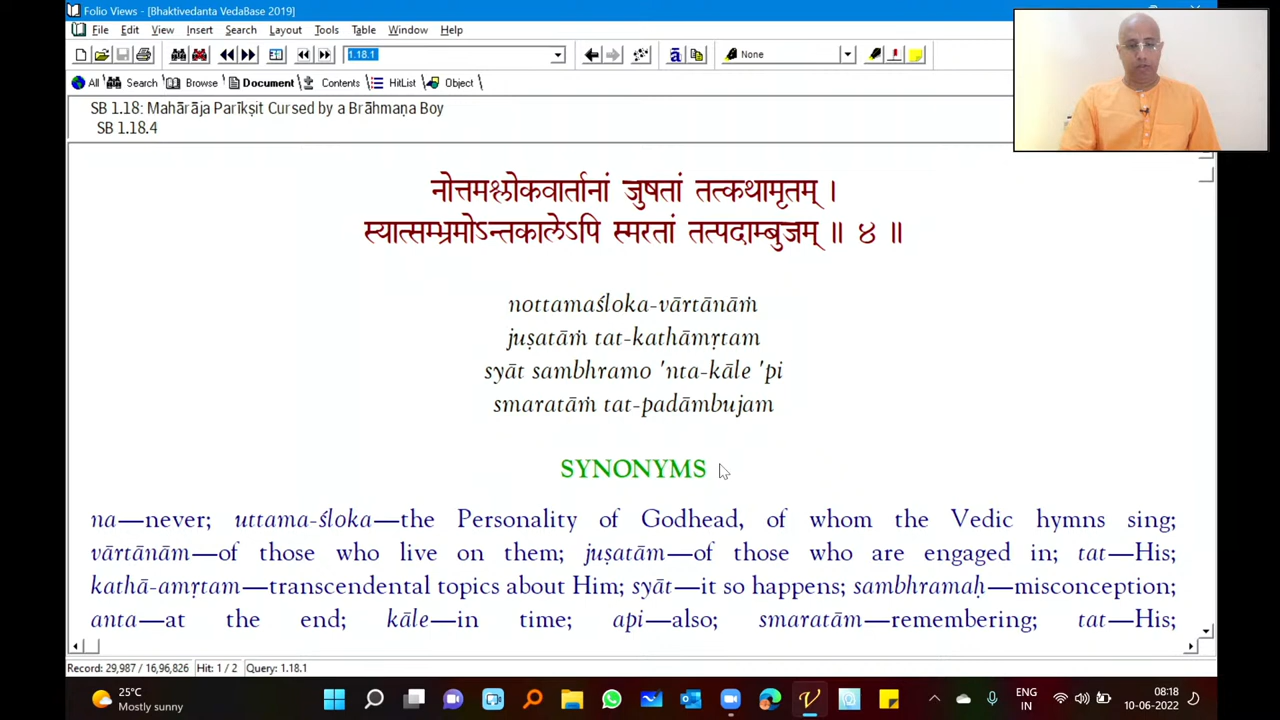 Folio Views - [Bhaktivedanta VedaBase 2019]
File Edit View Insert Search Layout Tools Table Window Help
1.18.1 None
All Search Browse Document Contents HitList Object
SB 1.18: Mahārāja Parīkṣit Cursed by a Brāhmaṇa Boy
SB 1.18.4
नोत्तमश्लोकवार्तानां जुषतां तत्कथामृतम् ।
स्यात्सम्भ्रमोऽन्तकालेऽपि स्मरतां तत्पदाम्बुजम् ॥ ४ ॥
nottamaśloka-vārtānāṁ
juṣatāṁ tat-kathāmṛtam
syāt sambhramo 'nta-kāle 'pi
smaratāṁ tat-padāmbujam
SYNONYMS
na—never; uttama-śloka—the Personality of Godhead, of whom the Vedic hymns sing;
vārtānām—of those who live on them; juṣatām—of those who are engaged in; tat—His;
kathā-amṛtam—transcendental topics about Him; syāt—it so happens; sambhramaḥ—misconception;
anta—at the end; kāle—in time; api—also; smaratām—remembering; tat—His;
Record: 29,987 / 16,96,826 Hit: 1 / 2 Query: 1.18.1
25°C
Mostly sunny
ENG
IN
08:18
10-06-2022